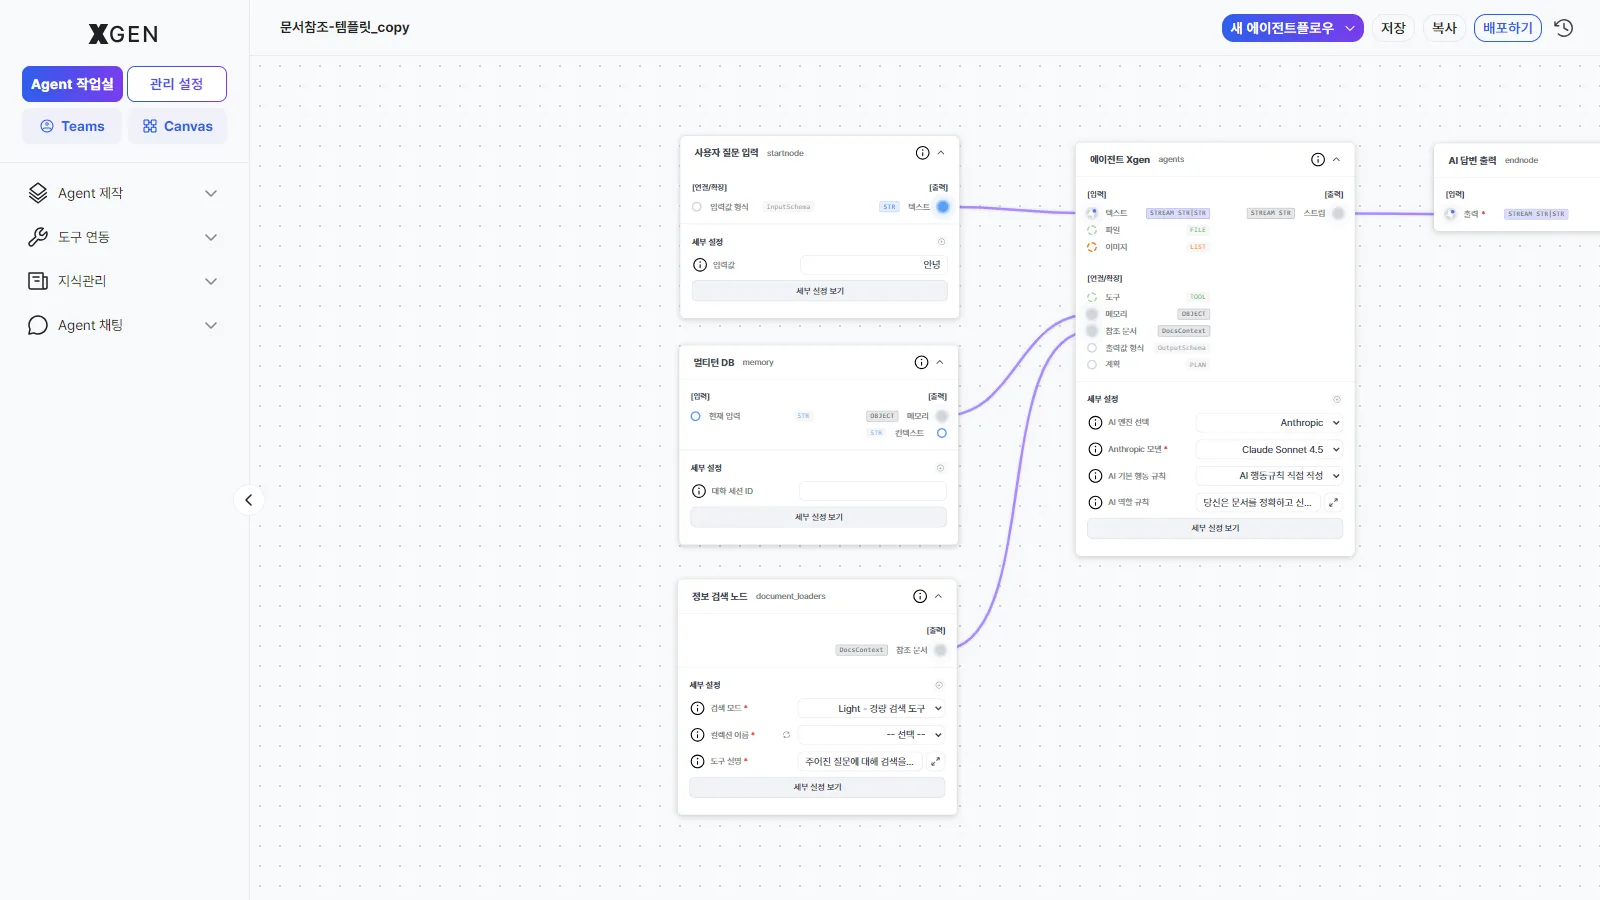 XGEN
Agent 작업실
관리 설정
Teams
Canvas
Agent 제작
도구 연동
지식관리
Agent 채팅
문서참조-템플릿_copy
새 에이전트플로우
저장
복사
배포하기
사용자 질문 입력 startnode
[연결/확장] [출력]
입력값 형식 InputSchema STR 텍스트
세부 설정
입력값 안녕
세부 설정 보기
멀티턴 DB memory
[입력] [출력]
현재 입력 STR OBJECT 메모리
STR 컨텍스트
세부 설정
대화 세션 ID
세부 설정 보기
정보 검색 노드 document_loaders
[출력]
DocsContext 참조 문서
세부 설정
검색 모드 * Light - 경량 검색 도구
컬렉션 이름 * -- 선택 --
도구 설명 * 주어진 질문에 대해 검색을...
세부 설정 보기
에이전트 Xgen agents
[입력] [출력]
텍스트 STREAM STR|STR STREAM STR 스트림
파일 FILE
이미지 LIST
[연결/확장]
도구 TOOL
메모리 OBJECT
참조 문서 DocsContext
출력값 형식 OutputSchema
계획 PLAN
세부 설정
AI 엔진 선택 Anthropic
Anthropic 모델 * Claude Sonnet 4.5
AI 기본 행동 규칙 AI 행동규칙 직접 작성
AI 역할 규칙 당신은 문서를 정확하고 신...
세부 설정 보기
AI 답변 출력 endnode
[입력]
출력 * STREAM STR|STR